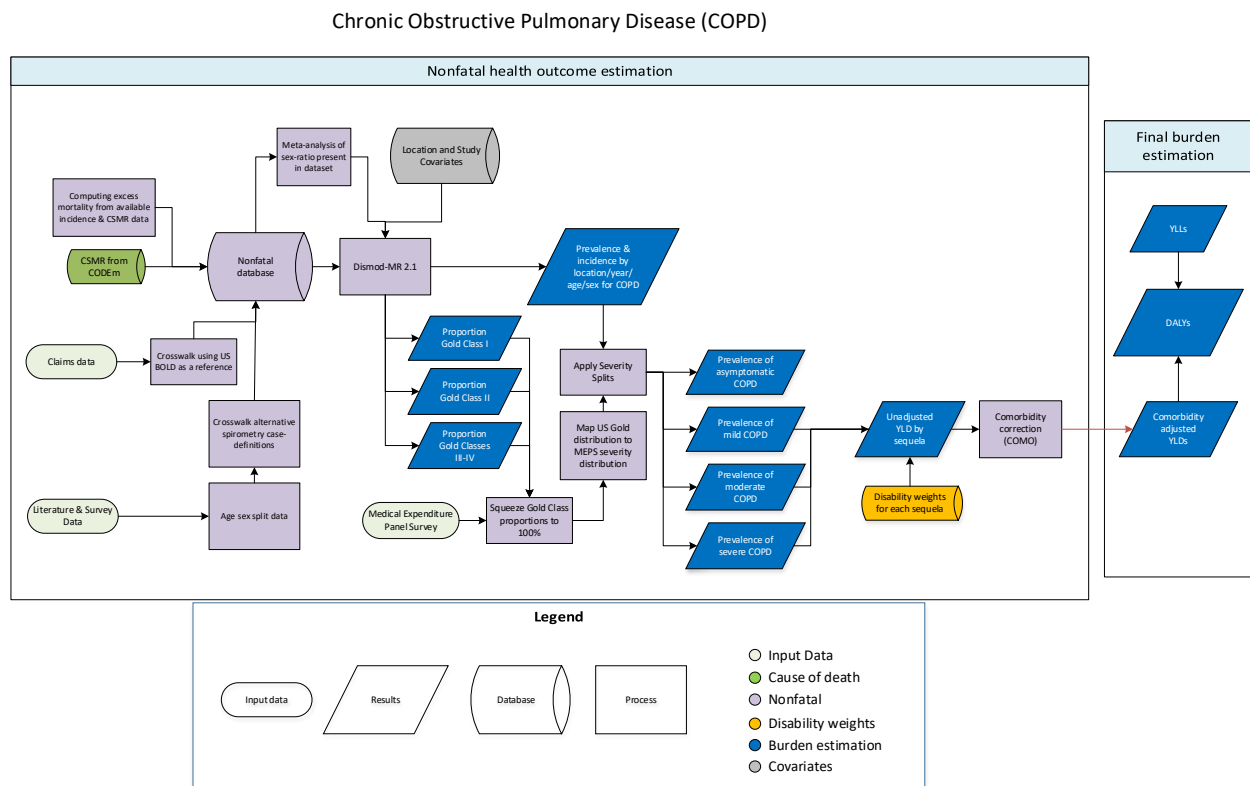 Chronic Obstructive Pulmonary Disease (COPD)
Nonfatal health outcome estimation
Final burden
estimation
Meta-analysis of
sex-ratio present
in dataset
Location and Study
Covariates
Computing excess
mortality from available
incidence & CSMR data
CSMR from
CODEm
Nonfatal
database
Dismod-MR 2.1
Prevalence &
incidence by
location/year/
age/sex for COPD
YLLs
DALYs
Claims data
Crosswalk using US
BOLD as a reference
Proportion
Gold Class I
Proportion
Gold Class II
Proportion
Gold Classes
III-IV
Apply Severity
Splits
Map US Gold
distribution to
MEPS severity
distribution
Prevalence of
asymptomatic
COPD
Prevalence of
mild COPD
Prevalence of
moderate
COPD
Prevalence of
severe COPD
Unadjusted
YLD by
sequela
Comorbidity
correction
(COMO)
Comorbidity
adjusted
YLDs
Crosswalk alternative
spirometry case-
definitions
Literature & Survey
Data
Age sex split data
Medical Expenditure
Panel Survey
Squeeze Gold Class
proportions to
100%
Disability weights
for each sequela
Legend
Input data
Results
Database
Process
Input Data
Cause of death
Nonfatal
Disability weights
Burden estimation
Covariates